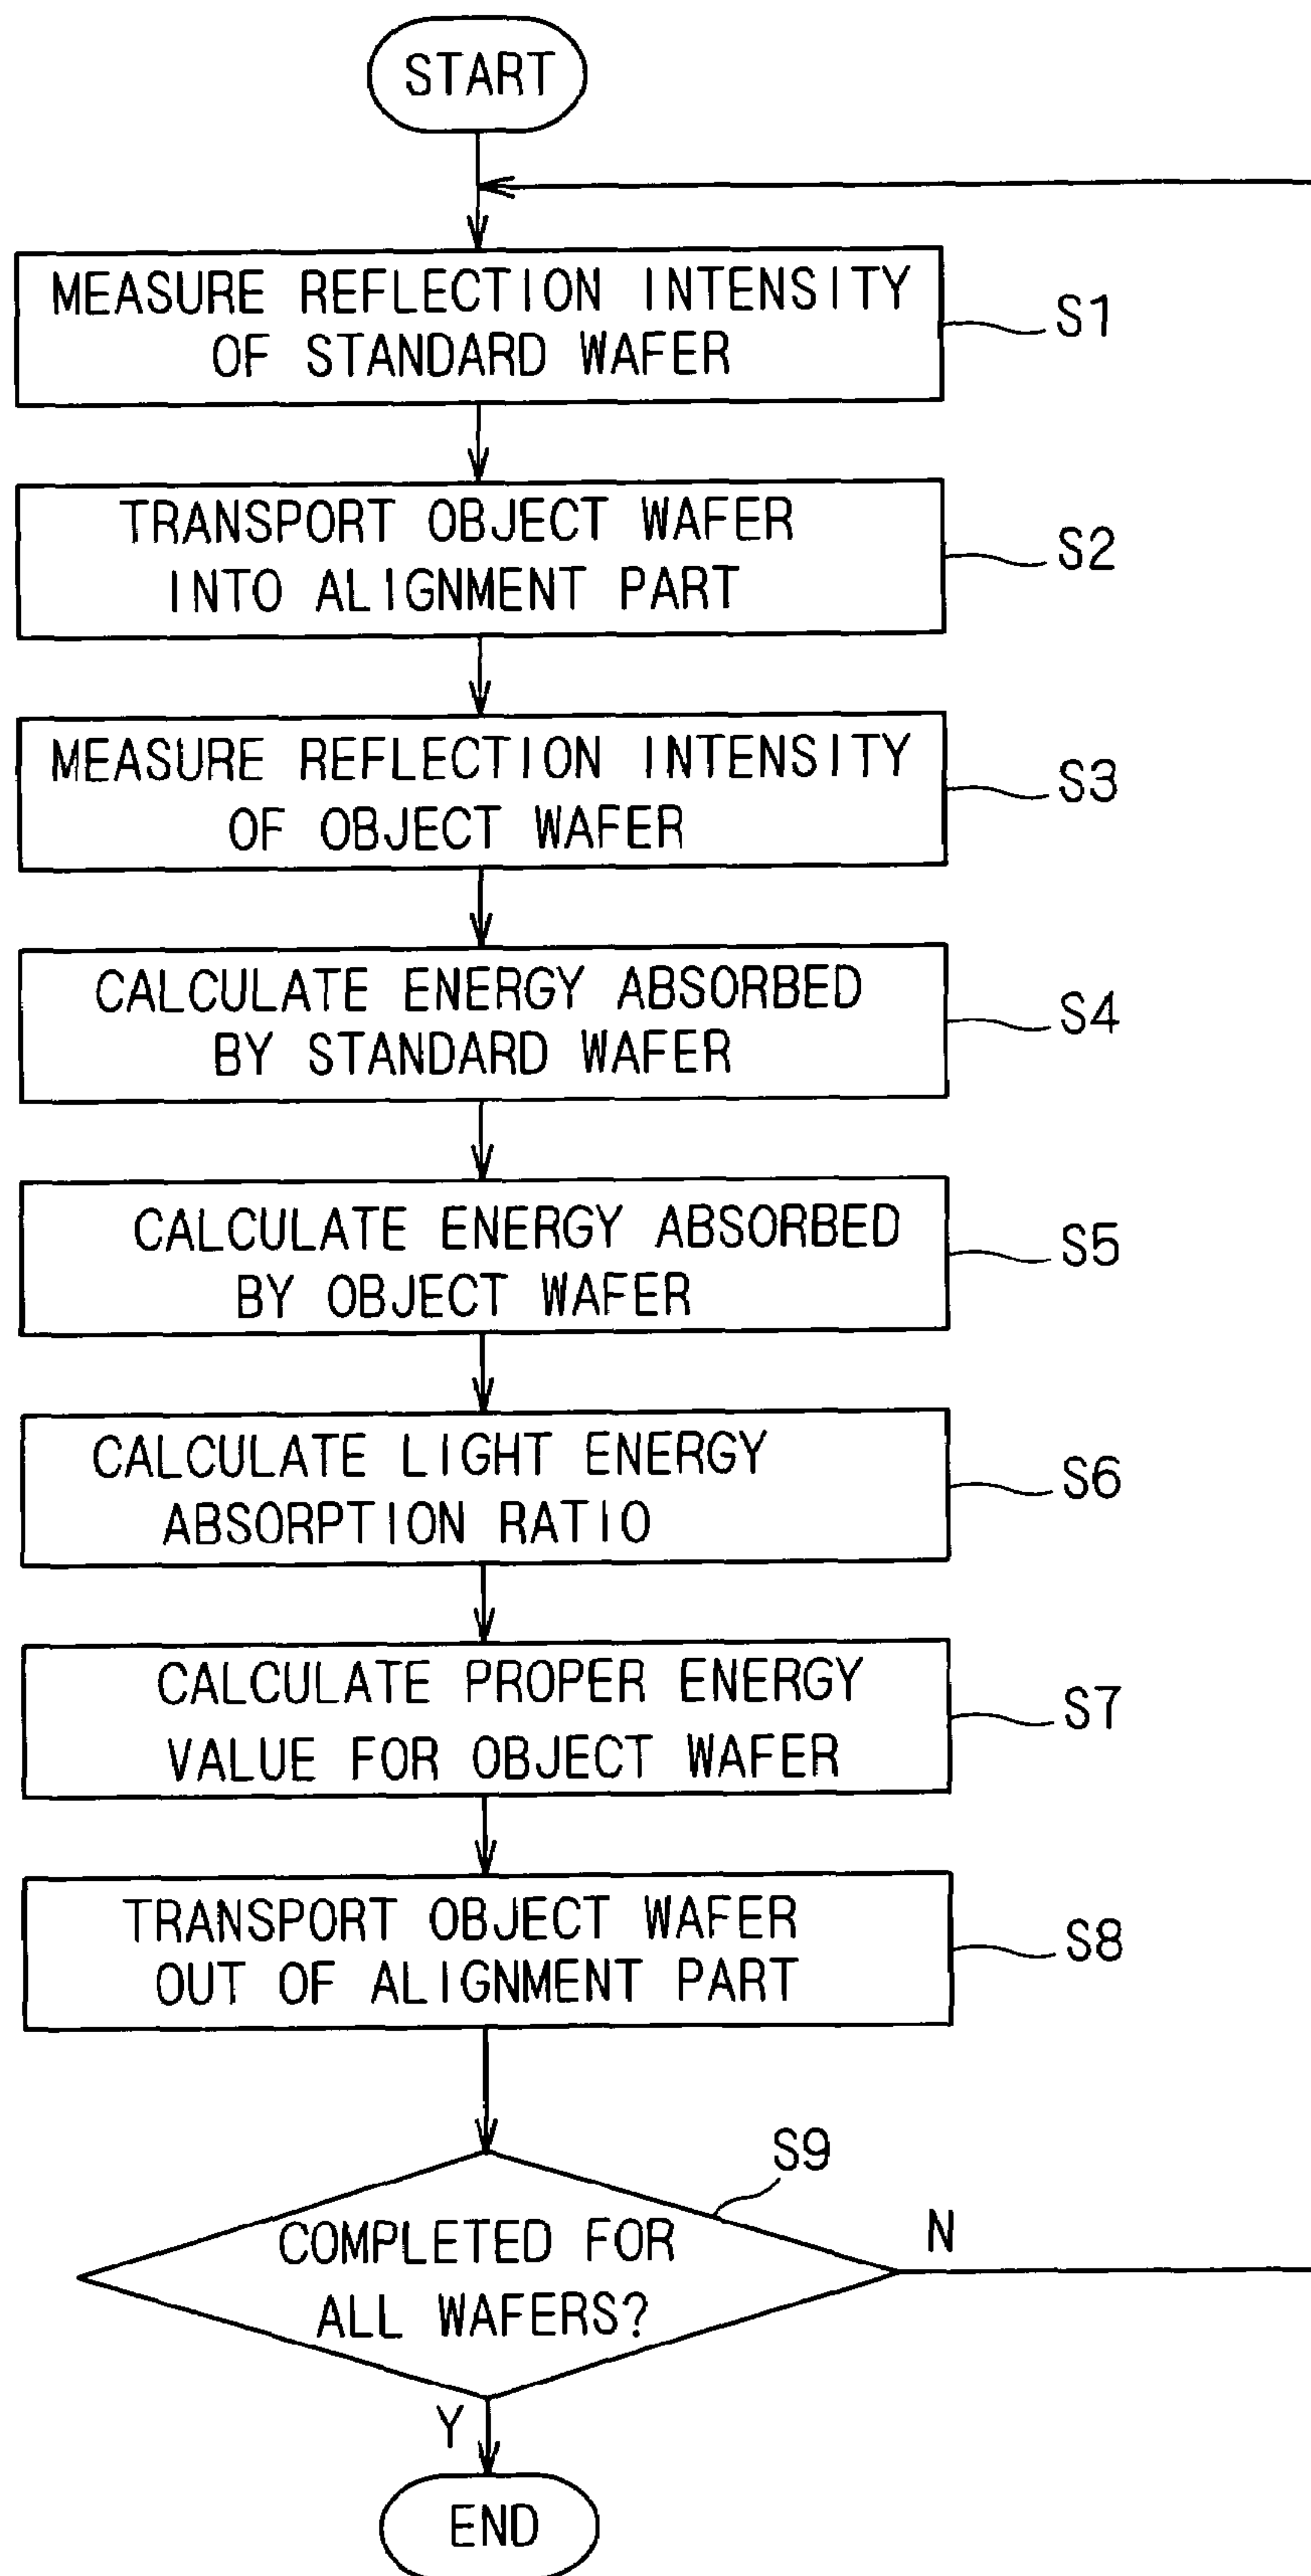 START
MEASURE REFLECTION INTENSITY
OF STANDARD WAFER
S1
TRANSPORT OBJECT WAFER
INTO ALIGNMENT PART
S2
MEASURE REFLECTION INTENSITY
OF OBJECT WAFER
S3
CALCULATE ENERGY ABSORBED
BY STANDARD WAFER
S4
CALCULATE ENERGY ABSORBED
BY OBJECT WAFER
S5
CALCULATE LIGHT ENERGY
ABSORPTION RATIO
S6
CALCULATE PROPER ENERGY
VALUE FOR OBJECT WAFER
S7
TRANSPORT OBJECT WAFER
OUT OF ALIGNMENT PART
S8
S9
COMPLETED FOR
ALL WAFERS?
N
Y
END